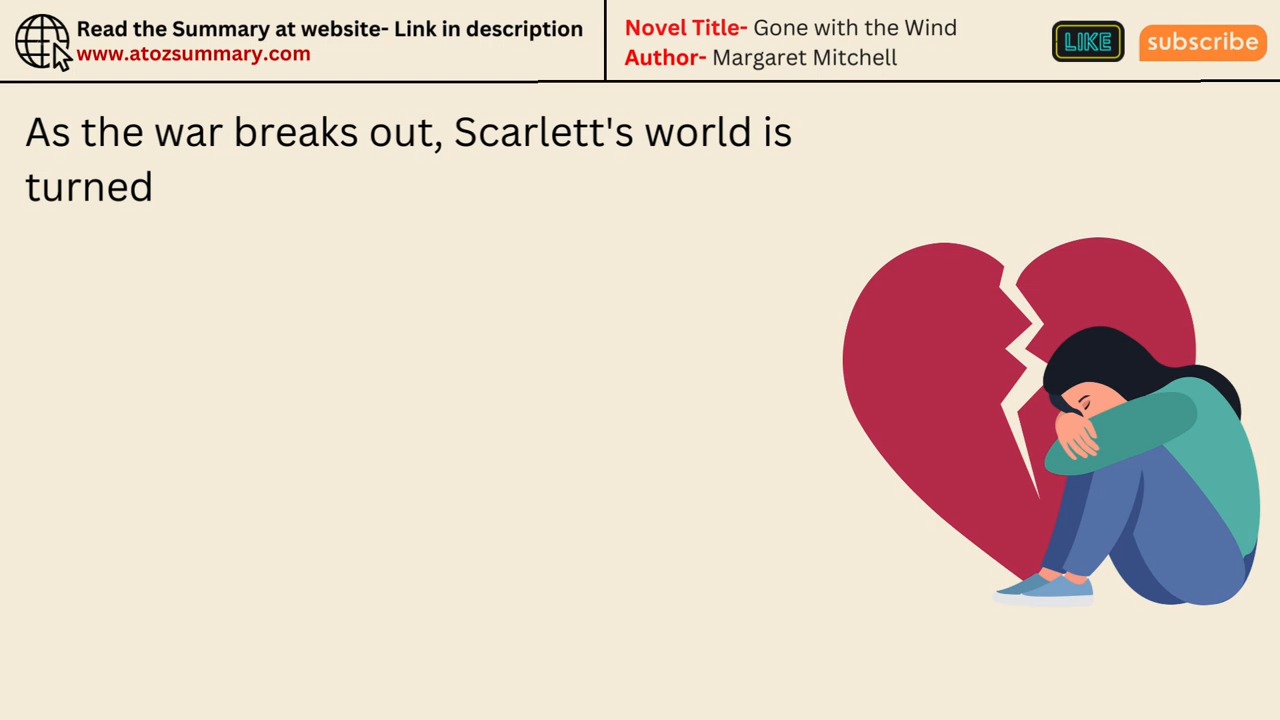 Read the Summary at website- Link in description
www.atozsummary.com
Novel Title- Gone with the Wind
Author- Margaret Mitchell
LIKE
subscribe
As the war breaks out, Scarlett's world is
turned